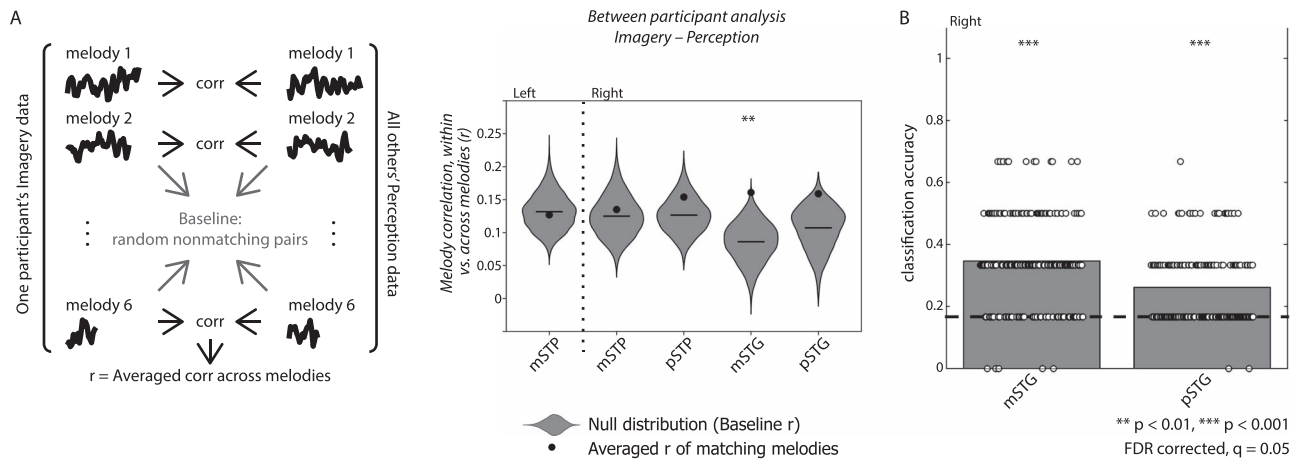 A
One participant's Imagery data
melody 1
corr
melody 1
melody 2
corr
melody 2
Baseline:
random nonmatching pairs
melody 6
corr
melody 6
r = Averaged corr across melodies
All others' Perception data
Between participant analysis
Imagery – Perception
Left
Right
Melody correlation, within
vs. across melodies (r)
0.25
0.2
0.15
0.1
0.05
0
**
mSTP
mSTP
pSTP
mSTG
pSTG
Null distribution (Baseline r)
Averaged r of matching melodies
B
Right
classification accuracy
1
0.8
0.6
0.4
0.2
0
***
***
mSTG
pSTG
** p < 0.01, *** p < 0.001
FDR corrected, q = 0.05